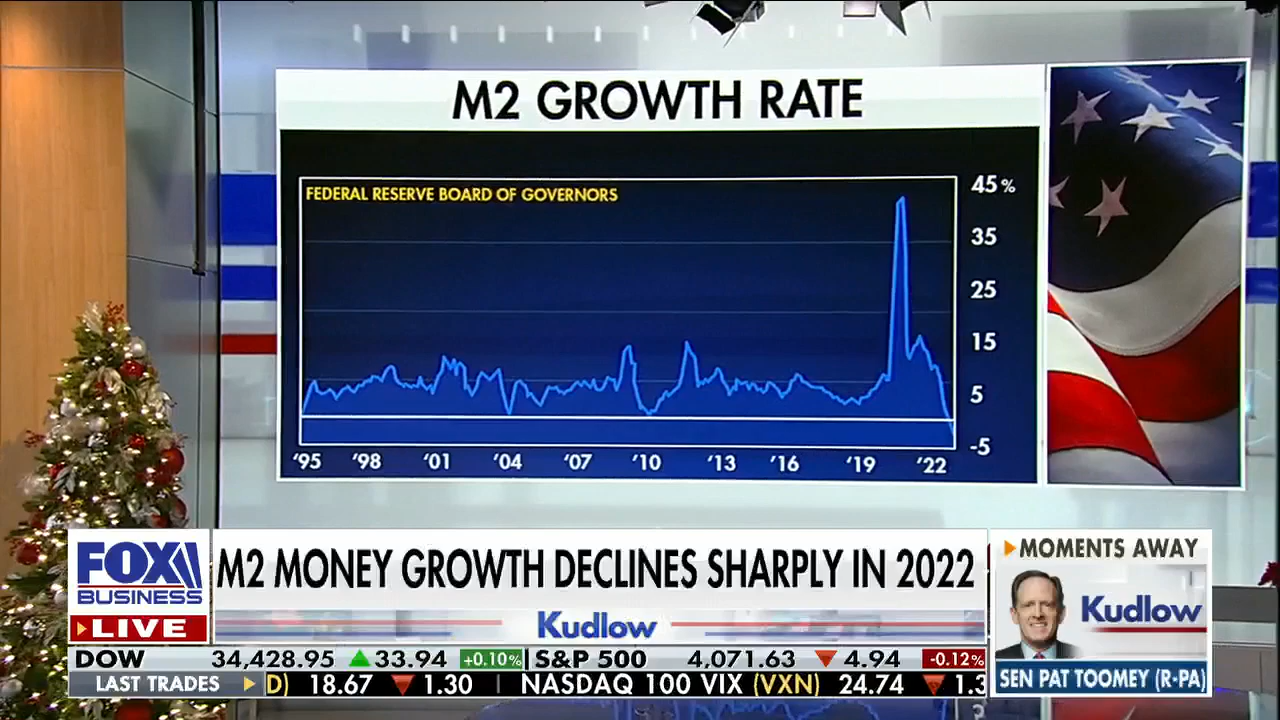 M2 GROWTH RATE
FEDERAL RESERVE BOARD OF GOVERNORS
45%
35
25
15
5
-5
'95 '98 '01 '04 '07 '10 '13 '16 '19 '22
FOX
BUSINESS
LIVE
M2 MONEY GROWTH DECLINES SHARPLY IN 2022
Kudlow
MOMENTS AWAY
Kudlow
SEN PAT TOOMEY (R-PA)
DOW 34,428.95 33.94 +0.10% S&P 500 4,071.63 4.94 -0.12%
LAST TRADES D) 18.67 1.30 NASDAQ 100 VIX (VXN) 24.74 1.3